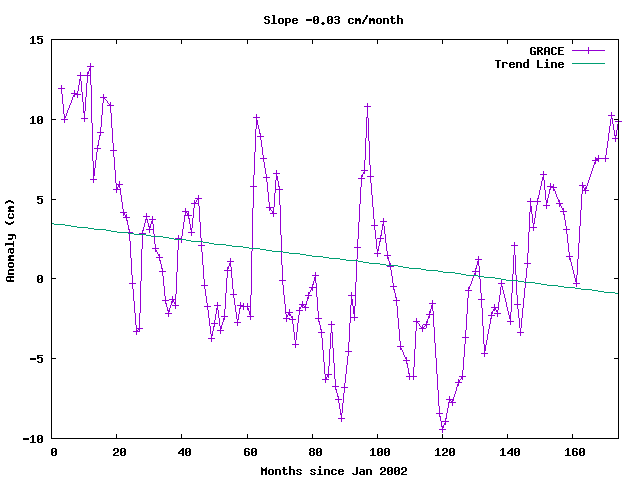 Slope -0.03 cm/month
GRACE
Trend Line
15
10
5
0
-5
-10
Anomaly (cm)
0 20 40 60 80 100 120 140 160
Months since Jan 2002